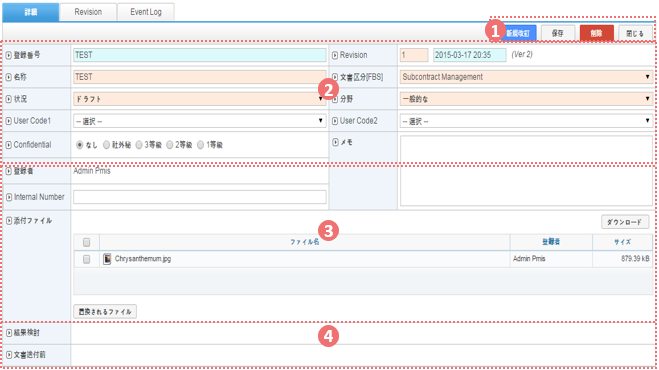 詳細 Revision Event Log
1 新規改訂 保存 削除 閉じる
登録番号 TEST Revision 1 2015-03-17 20:35 (Ver 2)
名称 TEST 文書区分[FBS] Subcontract Management
2
状況 ドラフト 分野 一般的な
User Code1 -- 選択 -- User Code2 -- 選択 --
Confidential なし 社外秘 3等級 2等級 1等級 メモ
登録者 Admin Pmis
Internal Number
添付ファイル ダウンロード
3
ファイル名 登録者 サイズ
Chrysanthemum.jpg Admin Pmis 879.39 kB
置換されるファイル
4
結果検討
文書送付前